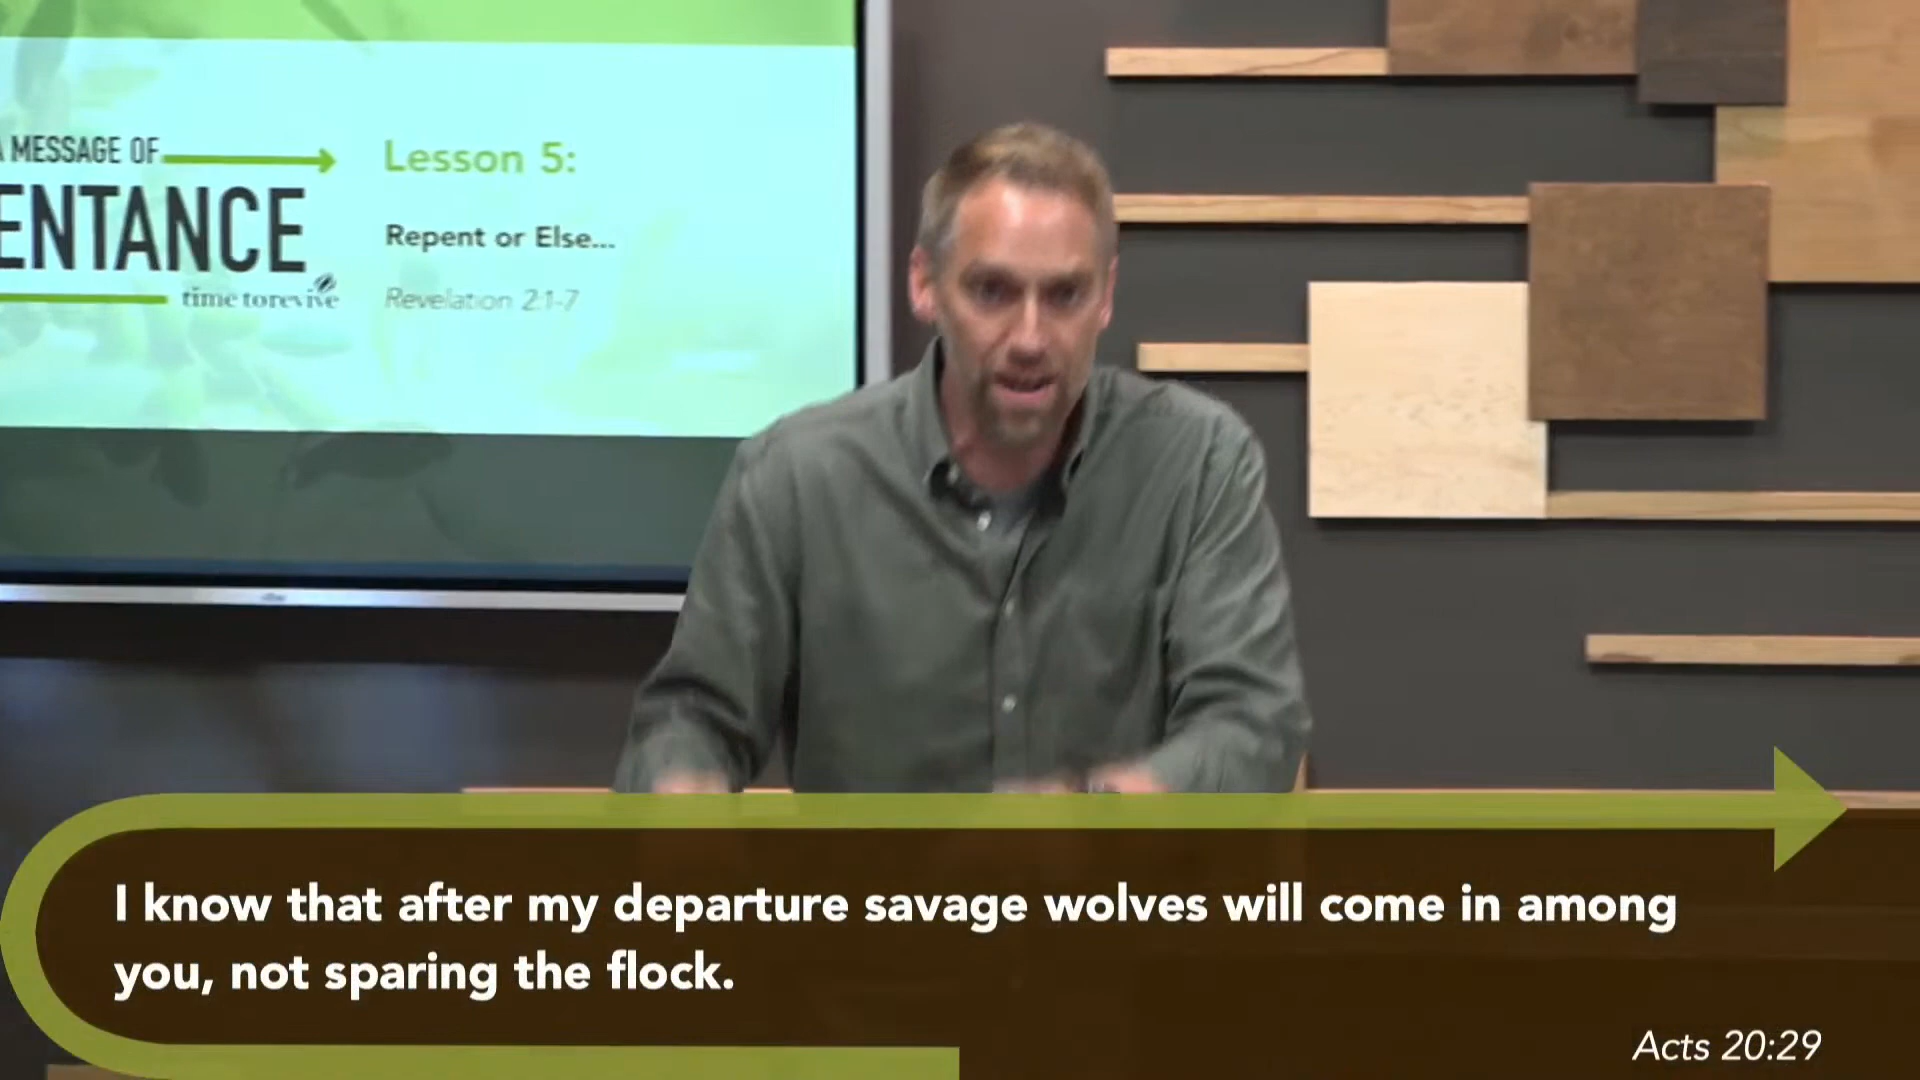 A MESSAGE OF
ENTANCE
time to revive
Lesson 5:
Repent or Else...
Revelation 2:1-7
I know that after my departure savage wolves will come in among
you, not sparing the flock.
Acts 20:29